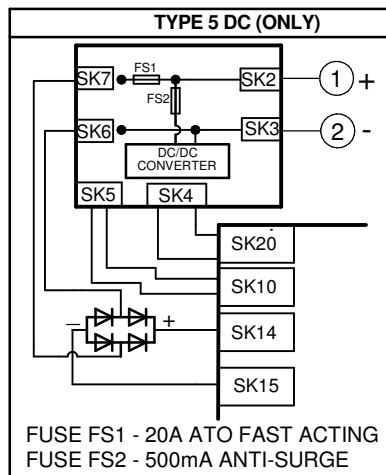 TYPE 5 DC (ONLY)
SK7
FS1
SK2
1
+
FS2
SK6
SK3
2
-
DC/DC
CONVERTER
SK5
SK4
SK20
SK10
–
+
SK14
SK15
FUSE FS1 - 20A ATO FAST ACTING
FUSE FS2 - 500mA ANTI-SURGE